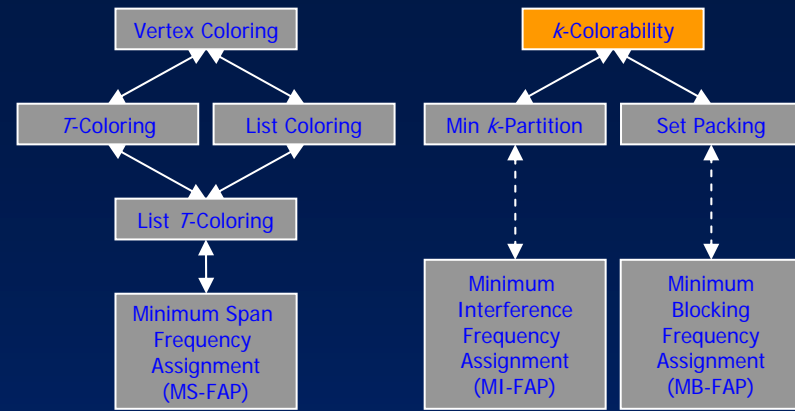 Vertex Coloring
k-Colorability
T-Coloring
List Coloring
Min k-Partition
Set Packing
List T-Coloring
Minimum Span
Frequency
Assignment
(MS-FAP)
Minimum
Interference
Frequency
Assignment
(MI-FAP)
Minimum
Blocking
Frequency
Assignment
(MB-FAP)